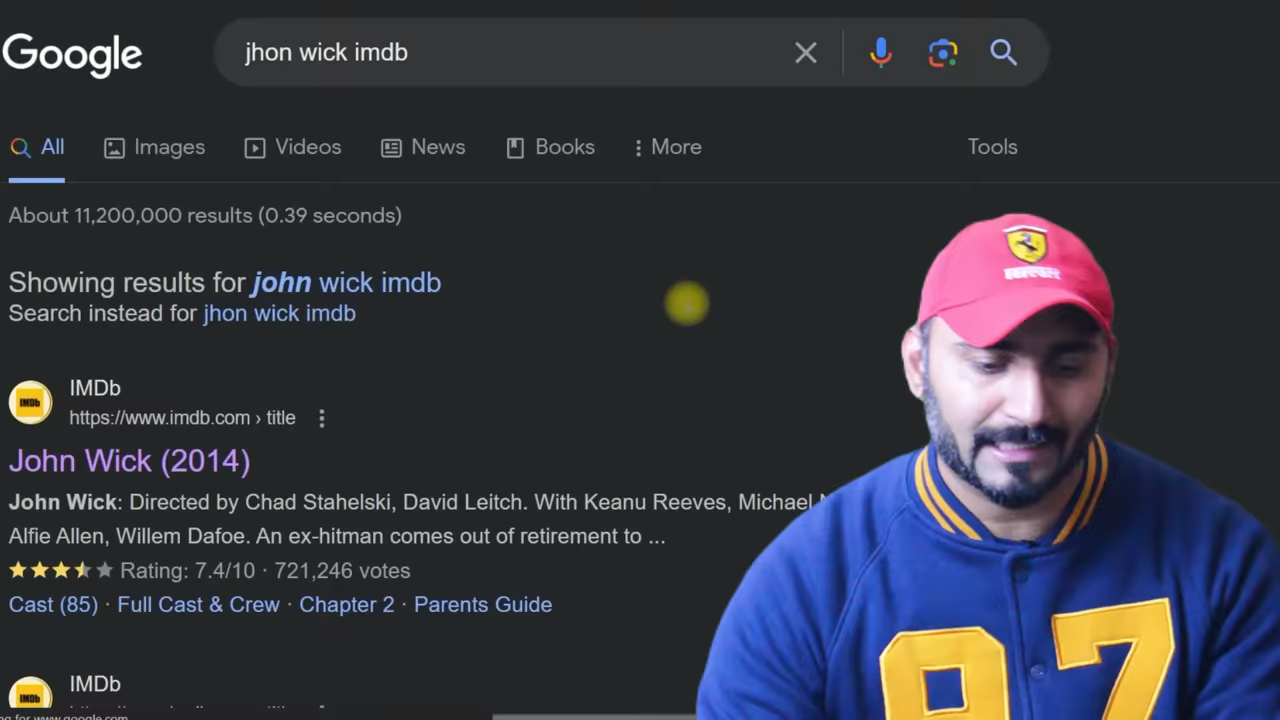 Google
jhon wick imdb
All
Images
Videos
News
Books
More
Tools
About 11,200,000 results (0.39 seconds)
Showing results for john wick imdb
Search instead for jhon wick imdb
IMDb
IMDb
https://www.imdb.com › title
John Wick (2014)
John Wick: Directed by Chad Stahelski, David Leitch. With Keanu Reeves, Michael
Alfie Allen, Willem Dafoe. An ex-hitman comes out of retirement to ...
Rating: 7.4/10 · 721,246 votes
Cast (85) · Full Cast & Crew · Chapter 2 · Parents Guide
IMDb
IMDb
Ferrari
97